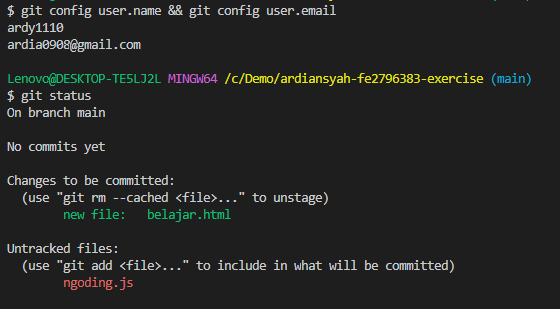 $ git config user.name && git config user.email
ardy1110
ardia0908@gmail.com
Lenovo@DESKTOP-TE5LJ2L MINGW64 /c/Demo/ardiansyah-fe2796383-exercise (main)
$ git status
On branch main
No commits yet
Changes to be committed:
(use "git rm --cached <file>..." to unstage)
new file:   belajar.html
Untracked files:
(use "git add <file>..." to include in what will be committed)
ngoding.js